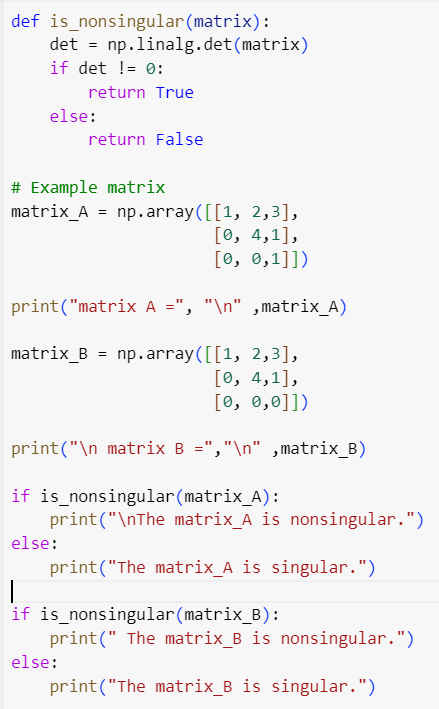 def is_nonsingular(matrix):
    det = np.linalg.det(matrix)
    if det != 0:
        return True
    else:
        return False
# Example matrix
matrix_A = np.array([[1, 2,3],
                     [0, 4,1],
                     [0, 0,1]])
print("matrix A =", "\n" ,matrix_A)
matrix_B = np.array([[1, 2,3],
                     [0, 4,1],
                     [0, 0,0]])
print("\n matrix B =","\n" ,matrix_B)
if is_nonsingular(matrix_A):
    print("\nThe matrix_A is nonsingular.")
else:
    print("The matrix_A is singular.")
if is_nonsingular(matrix_B):
    print(" The matrix_B is nonsingular.")
else:
    print("The matrix_B is singular.")